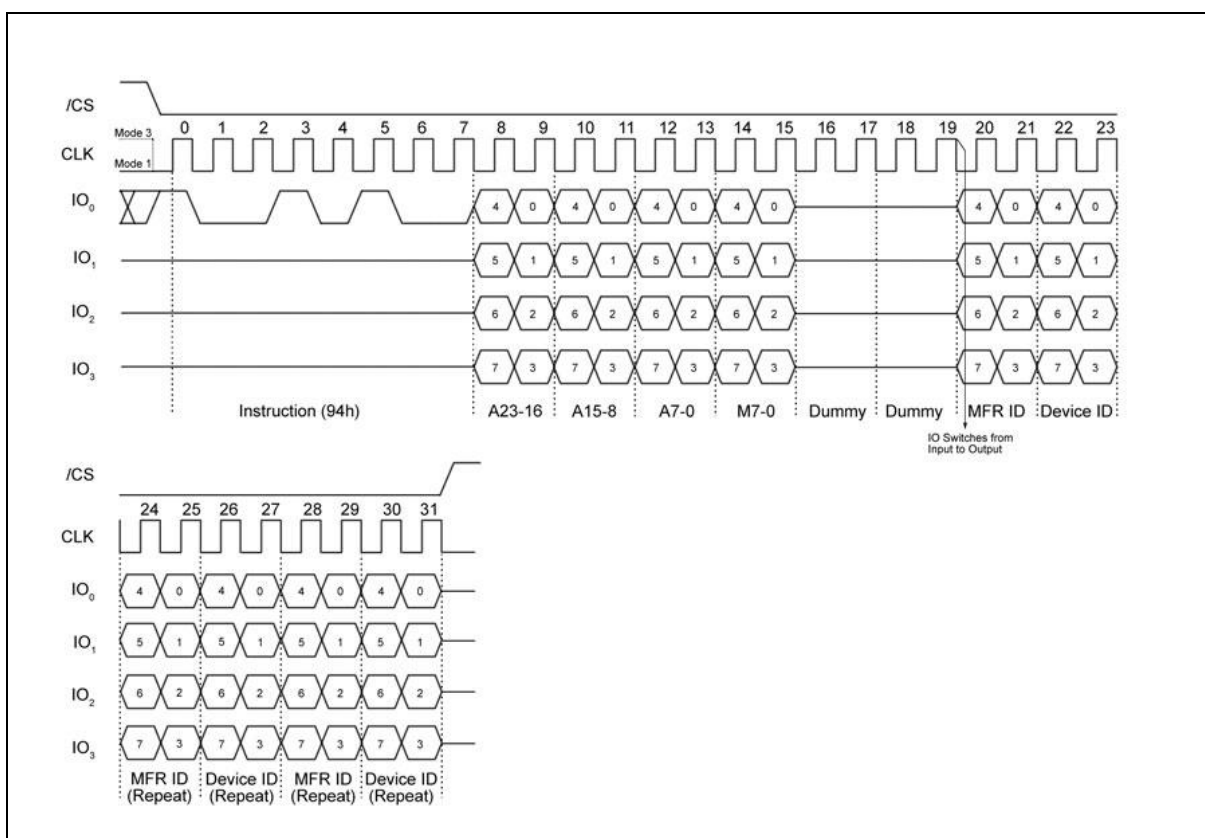 /CS
Mode 3
0 1 2 3 4 5 6 7 8 9 10 11 12 13 14 15 16 17 18 19 20 21 22 23
CLK
Mode 1
IO0 4 0 4 0 4 0 4 0 4 0 4 0
IO1 5 1 5 1 5 1 5 1 5 1 5 1
IO2 6 2 6 2 6 2 6 2 6 2 6 2
IO3 7 3 7 3 7 3 7 3 7 3 7 3
Instruction (94h) A23-16 A15-8 A7-0 M7-0 Dummy Dummy MFR ID Device ID
IO Switches from
Input to Output
/CS
24 25 26 27 28 29 30 31
CLK
IO0 4 0 4 0 4 0 4 0
IO1 5 1 5 1 5 1 5 1
IO2 6 2 6 2 6 2 6 2
IO3 7 3 7 3 7 3 7 3
MFR ID Device ID MFR ID Device ID
(Repeat) (Repeat) (Repeat) (Repeat)